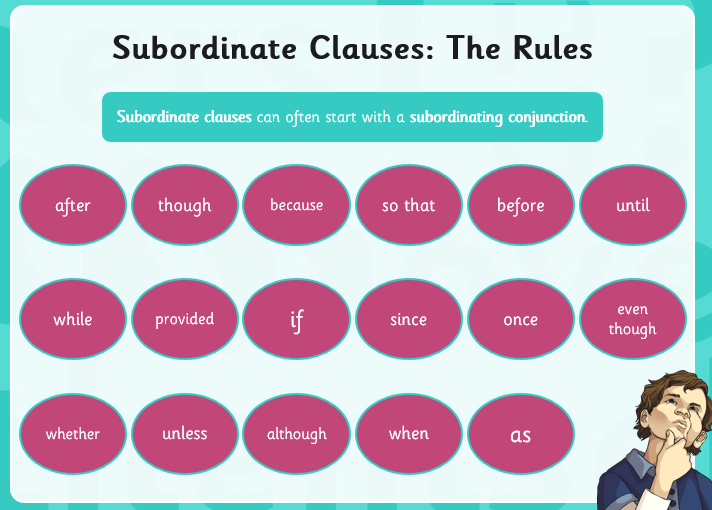 Subordinate Clauses: The Rules
Subordinate clauses can often start with a subordinating conjunction.
after
though
because
so that
before
until
while
provided
if
since
once
even
though
whether
unless
although
when
as